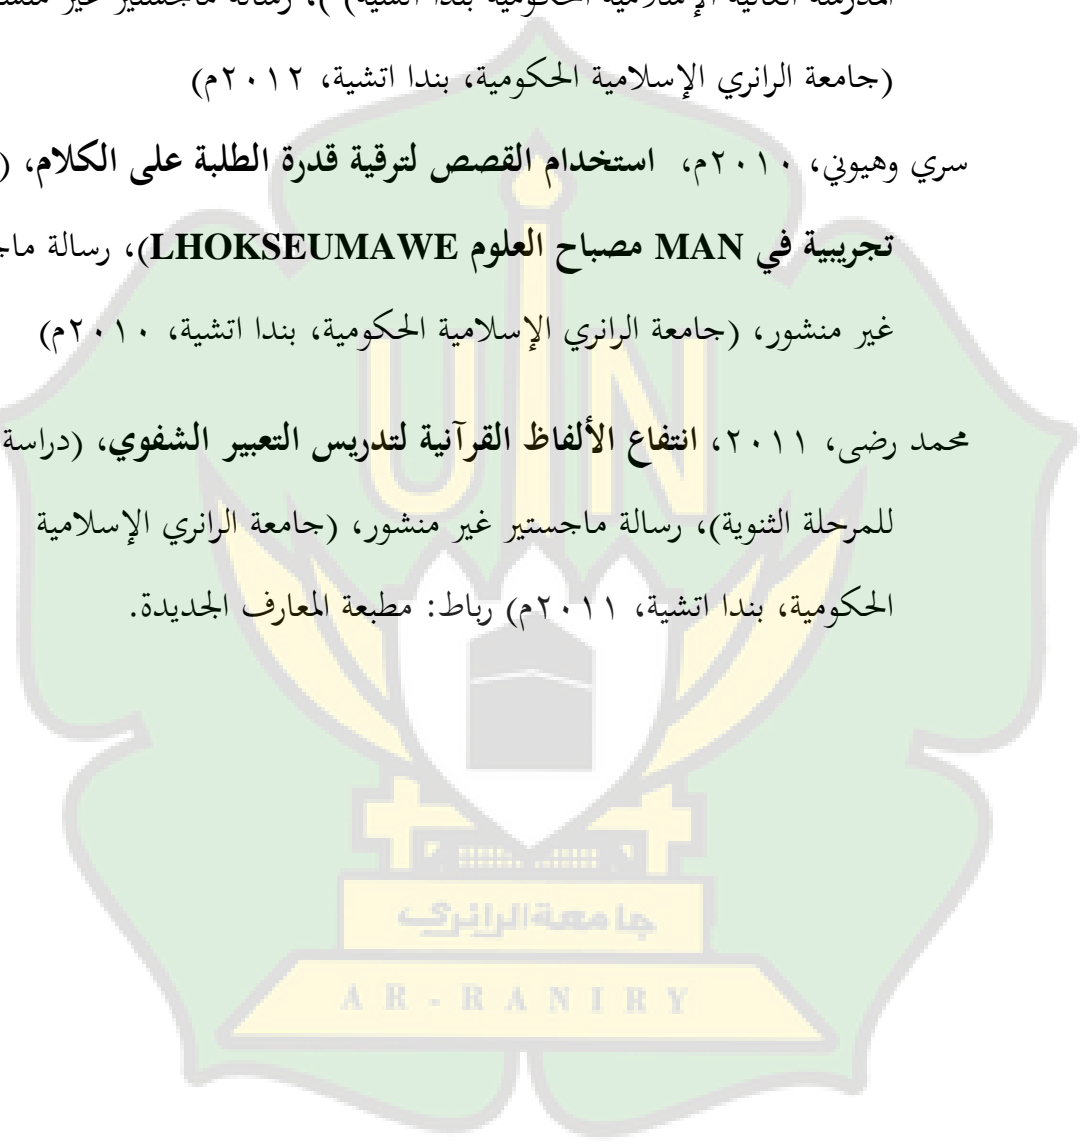 المدرسة العالية الإسلامية الحكومية بندا اتشية) )، رسالة ماجستير غير
(جامعة الرانري الإسلامية الحكومية، بندا اتشية، ٢٠١٢م)
سري وهيوني، ٢٠١٠م، استخدام القصص لترقية قدرة الطلبة على الكلام، (
تجريبية في MAN مصباح العلوم LHOKSEUMAWE)، رسالة
غير منشور، (جامعة الرانري الإسلامية الحكومية، بندا اتشية، ٢٠١٠م)
محمد رضى، ٢٠١١، انتفاع الألفاظ القرآنية لتدريس التعبير الشفوي، (دراسة
للمرحلة الثنوية)، رسالة ماجستير غير منشور، (جامعة الرانري الإسلامية
الحكومية، بندا اتشية، ٢٠١١م) رباط: مطبعة المعارف الجديدة.
UIN
جامعة الرانري
AR-RANIRY